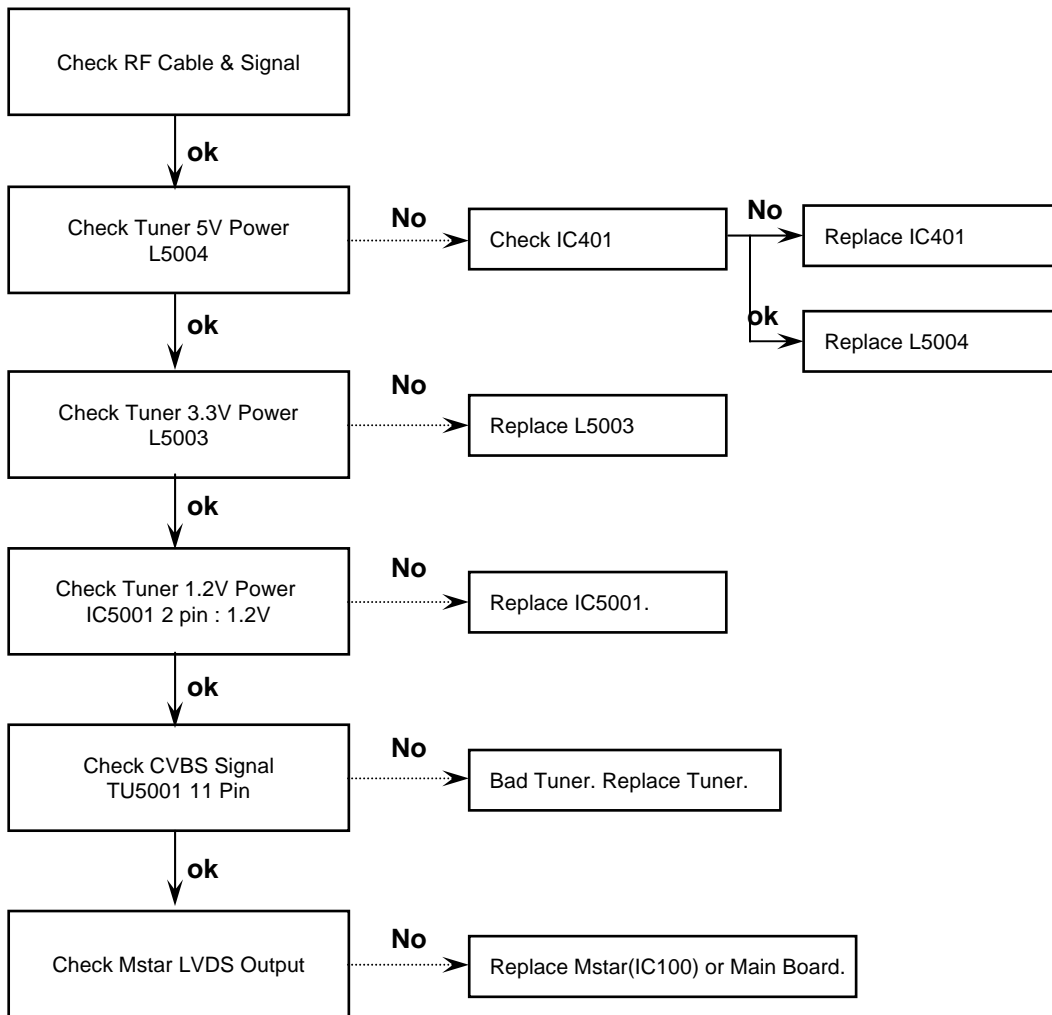 Check RF Cable & Signal
ok
Check Tuner 5V Power
L5004
No
Check IC401
No
Replace IC401
ok
Replace L5004
ok
Check Tuner 3.3V Power
L5003
No
Replace L5003
ok
Check Tuner 1.2V Power
IC5001 2 pin : 1.2V
No
Replace IC5001.
ok
Check CVBS Signal
TU5001 11 Pin
No
Bad Tuner. Replace Tuner.
ok
Check Mstar LVDS Output
No
Replace Mstar(IC100) or Main Board.